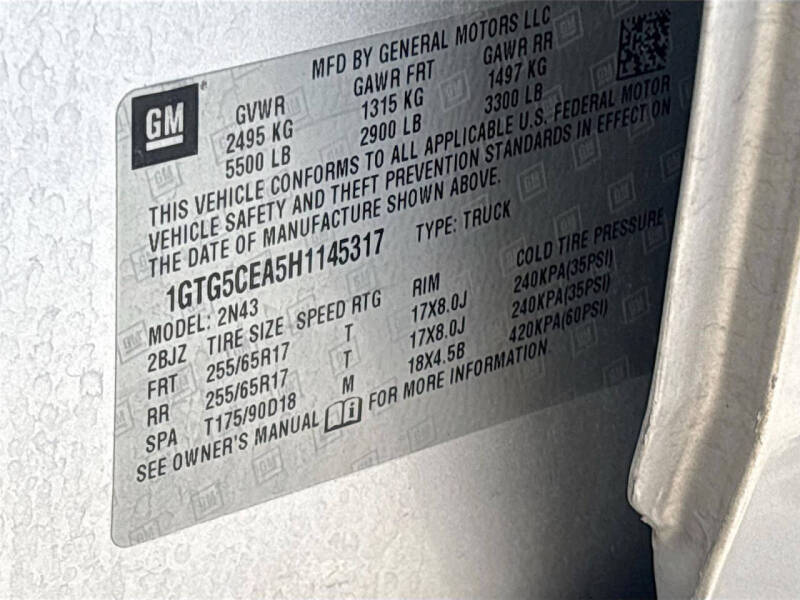 MFD BY GENERAL MOTORS LLC
GM
GVWR GAWR FRT GAWR RR
2495 KG 1315 KG 1497 KG
5500 LB 2900 LB 3300 LB
THIS VEHICLE CONFORMS TO ALL APPLICABLE U.S. FEDERAL MOTOR
VEHICLE SAFETY AND THEFT PREVENTION STANDARDS IN EFFECT ON
THE DATE OF MANUFACTURE SHOWN ABOVE.
1GTG5CEA5H1145317 TYPE: TRUCK
MODEL: 2N43
2BJZ TIRE SIZE SPEED RTG RIM COLD TIRE PRESSURE
FRT 255/65R17 T 17X8.0J 240KPA(35PSI)
RR 255/65R17 T 17X8.0J 240KPA(35PSI)
SPA T175/90D18 M 18X4.5B 420KPA(60PSI)
SEE OWNER'S MANUAL FOR MORE INFORMATION